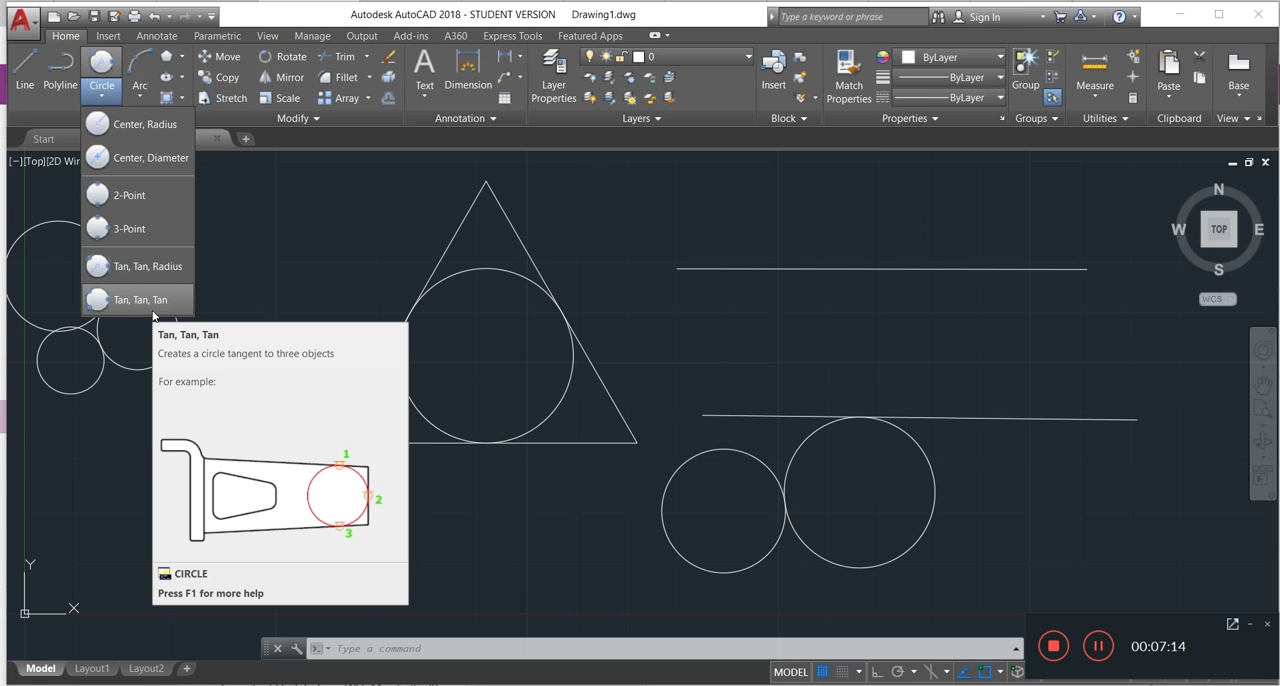 Autodesk AutoCAD 2018 - STUDENT VERSION Drawing1.dwg
Type a keyword or phrase
Sign In
Home Insert Annotate Parametric View Manage Output Add-ins A360 Express Tools Featured Apps
Line
Polyline
Circle
Arc
Move
Rotate
Trim
Copy
Mirror
Fillet
Stretch
Scale
Array
Modify
Text
Dimension
Annotation
Layer
Properties
0
Layers
Insert
Block
Match
Properties
ByLayer
ByLayer
ByLayer
Properties
Group
Groups
Measure
Utilities
Paste
Clipboard
Base
View
Start
[−][Top][2D Wir
Center, Radius
Center, Diameter
2-Point
3-Point
Tan, Tan, Radius
Tan, Tan, Tan
Tan, Tan, Tan
Creates a circle tangent to three objects
For example:
1
2
3
CIRCLE
Press F1 for more help
N
W TOP E
S
WCS
Y
X
Type a command
00:07:14
Model Layout1 Layout2
MODEL